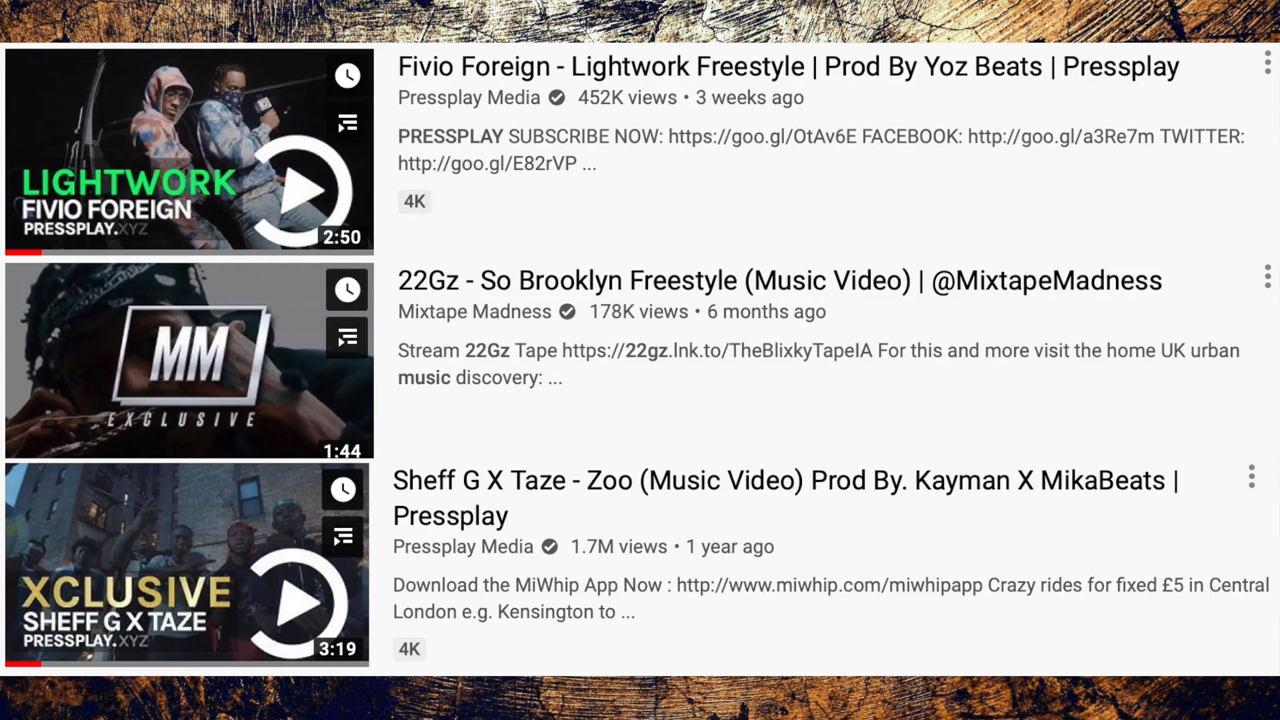 Fivio Foreign - Lightwork Freestyle | Prod By Yoz Beats | Pressplay
Pressplay Media 452K views • 3 weeks ago
PRESSPLAY SUBSCRIBE NOW: https://goo.gl/OtAv6E FACEBOOK: http://goo.gl/a3Re7m TWITTER:
http://goo.gl/E82rVP ...
4K
LIGHTWORK
FIVIO FOREIGN
PRESSPLAY.XYZ
2:50
22Gz - So Brooklyn Freestyle (Music Video) | @MixtapeMadness
Mixtape Madness 178K views • 6 months ago
Stream 22Gz Tape https://22gz.lnk.to/TheBlixkyTapeIA For this and more visit the home UK urban
music discovery: ...
MM
EXCLUSIVE
1:44
Sheff G X Taze - Zoo (Music Video) Prod By. Kayman X MikaBeats |
Pressplay
Pressplay Media 1.7M views • 1 year ago
Download the MiWhip App Now : http://www.miwhip.com/miwhipapp Crazy rides for fixed £5 in Central
London e.g. Kensington to ...
4K
XCLUSIVE
SHEFF G X TAZE
PRESSPLAY.XYZ
3:19